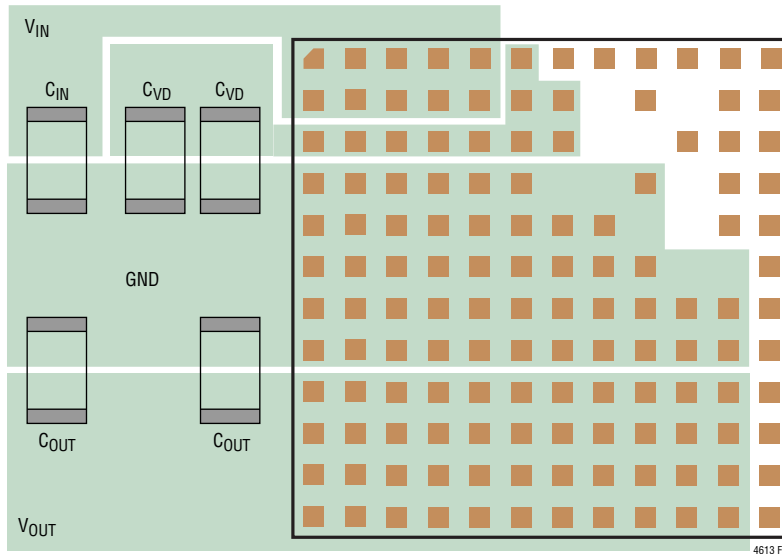 VIN
CIN
CVD
CVD
GND
COUT
COUT
VOUT
4613 F